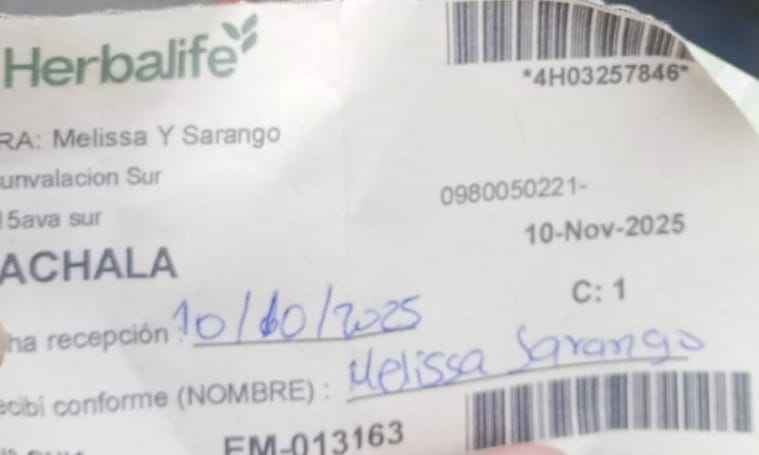 Herbalife
*4H03257846*
RA: Melissa Y Sarango
unvalacion Sur
0980050221-
15ava sur
10-Nov-2025
ACHALA
C: 1
ha recepción : 10/10/2025
ecibí conforme (NOMBRE) : Melissa Sarango
EM-013163